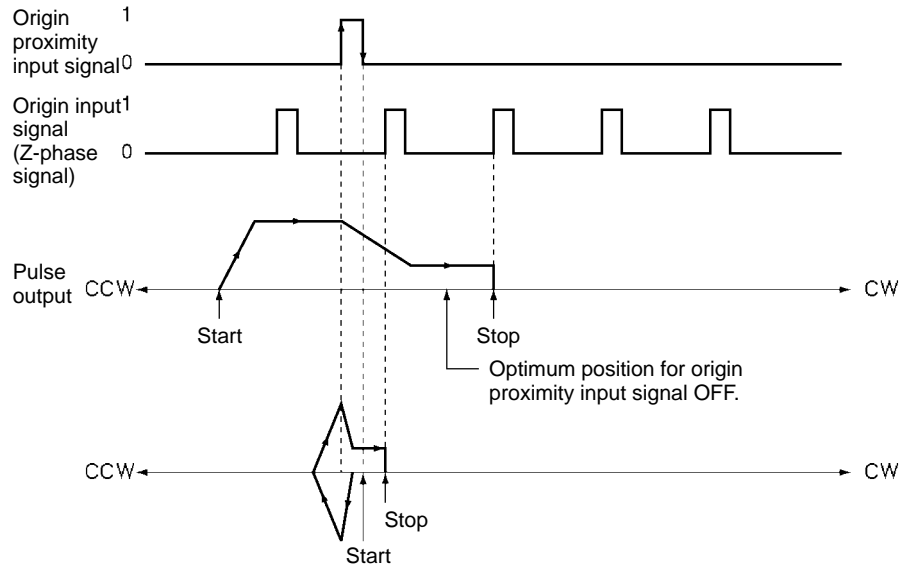 Origin
proximity
input signal
1
0
Origin input
signal
(Z-phase
signal)
1
0
Pulse
output
CCW
CW
Start
Stop
Optimum position for origin
proximity input signal OFF.
CCW
CW
Stop
Start